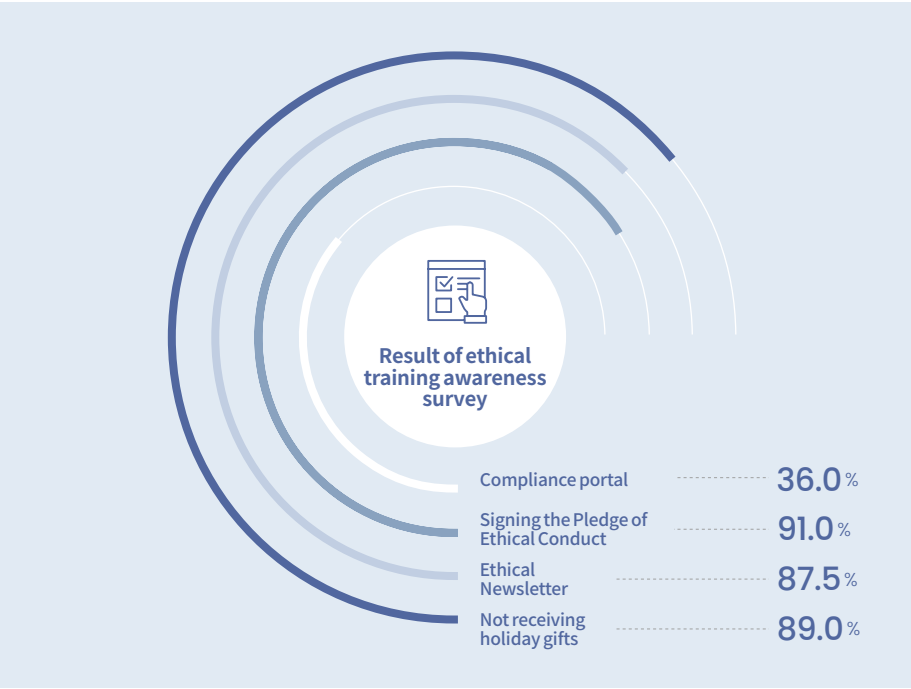 Result of ethical
training awareness
survey
Compliance portal 36.0 %
Signing the Pledge of
Ethical Conduct 91.0 %
Ethical
Newsletter 87.5 %
Not receiving
holiday gifts 89.0 %